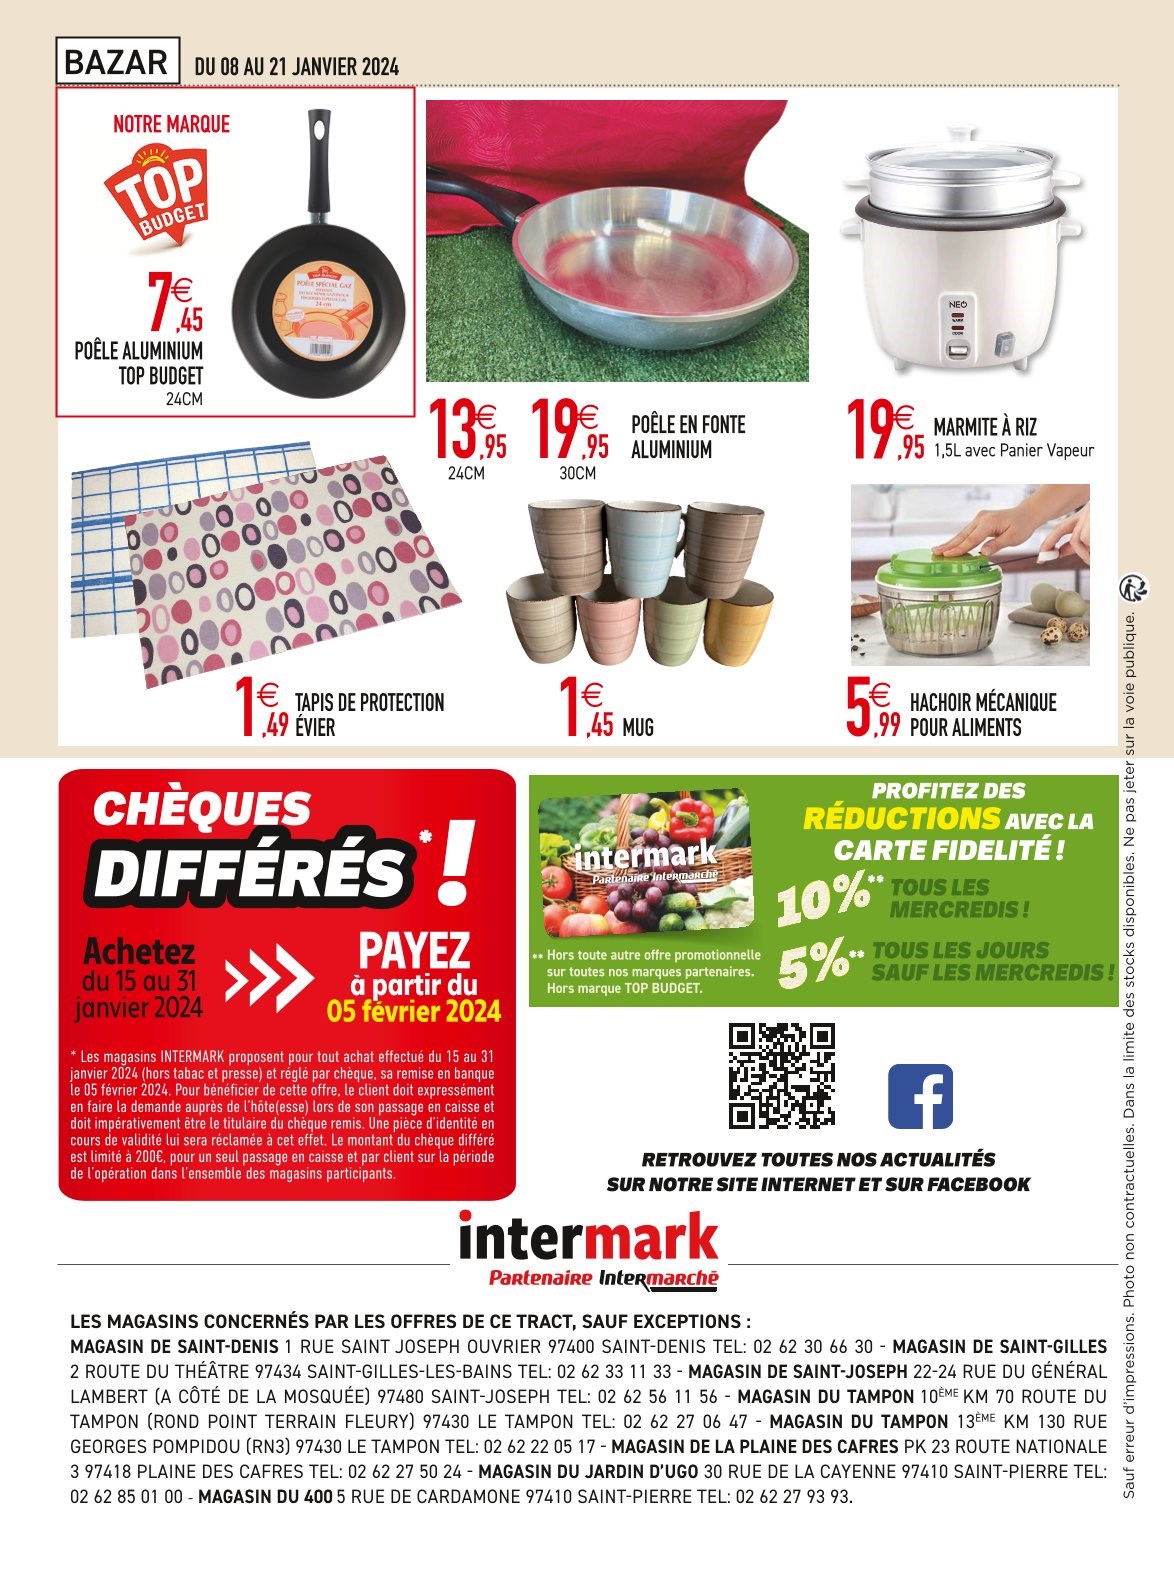 BAZAR
DU 08 AU 21 JANVIER 2024
NOTRE MARQUE
TOP
BUDGET
7€,45
POÊLE ALUMINIUM
TOP BUDGET
24CM
POÊLE SPÉCIAL GAZ
24 cm
13€,95
24CM
19€,95
30CM
POÊLE EN FONTE
ALUMINIUM
NEO
WARM
COOK
19€,95
MARMITE À RIZ
1,5L avec Panier Vapeur
1€,49
TAPIS DE PROTECTION
ÉVIER
1€,45
MUG
5€,99
HACHOIR MÉCANIQUE
POUR ALIMENTS
CHÈQUES
DIFFÉRÉS*!
Achetez
du 15 au 31
janvier 2024
PAYEZ
à partir du
05 février 2024
* Les magasins INTERMARK proposent pour tout achat effectué du 15 au 31
janvier 2024 (hors tabac et presse) et réglé par chèque, sa remise en banque
le 05 février 2024. Pour bénéficier de cette offre, le client doit expressément
en faire la demande auprès de l'hôte(esse) lors de son passage en caisse et
doit impérativement être le titulaire du chèque remis. Une pièce d'identité en
cours de validité lui sera réclamée à cet effet. Le montant du chèque différé
est limité à 200€, pour un seul passage en caisse et par client sur la période
de l'opération dans l'ensemble des magasins participants.
intermark
Partenaire Intermarché
** Hors toute autre offre promotionnelle
sur toutes nos marques partenaires.
Hors marque TOP BUDGET.
PROFITEZ DES
RÉDUCTIONS AVEC LA
CARTE FIDELITÉ !
10%** TOUS LES
MERCREDIS !
5%** TOUS LES JOURS
SAUF LES MERCREDIS !
RETROUVEZ TOUTES NOS ACTUALITÉS
SUR NOTRE SITE INTERNET ET SUR FACEBOOK
intermark
Partenaire Intermarché
LES MAGASINS CONCERNÉS PAR LES OFFRES DE CE TRACT, SAUF EXCEPTIONS :
MAGASIN DE SAINT-DENIS 1 RUE SAINT JOSEPH OUVRIER 97400 SAINT-DENIS TEL: 02 62 30 66 30 - MAGASIN DE SAINT-GILLES
2 ROUTE DU THÉÂTRE 97434 SAINT-GILLES-LES-BAINS TEL: 02 62 33 11 33 - MAGASIN DE SAINT-JOSEPH 22-24 RUE DU GÉNÉRAL
LAMBERT (A CÔTÉ DE LA MOSQUÉE) 97480 SAINT-JOSEPH TEL: 02 62 56 11 56 - MAGASIN DU TAMPON 10ÈME KM 70 ROUTE DU
TAMPON (ROND POINT TERRAIN FLEURY) 97430 LE TAMPON TEL: 02 62 27 06 47 - MAGASIN DU TAMPON 13ÈME KM 130 RUE
GEORGES POMPIDOU (RN3) 97430 LE TAMPON TEL: 02 62 22 05 17 - MAGASIN DE LA PLAINE DES CAFRES PK 23 ROUTE NATIONALE
3 97418 PLAINE DES CAFRES TEL: 02 62 27 50 24 - MAGASIN DU JARDIN D'UGO 30 RUE DE LA CAYENNE 97410 SAINT-PIERRE TEL:
02 62 85 01 00 - MAGASIN DU 400 5 RUE DE CARDAMONE 97410 SAINT-PIERRE TEL: 02 62 27 93 93.
Sauf erreur d'impressions. Photo non contractuelles. Dans la limite des stocks disponibles. Ne pas jeter sur la voie publique.